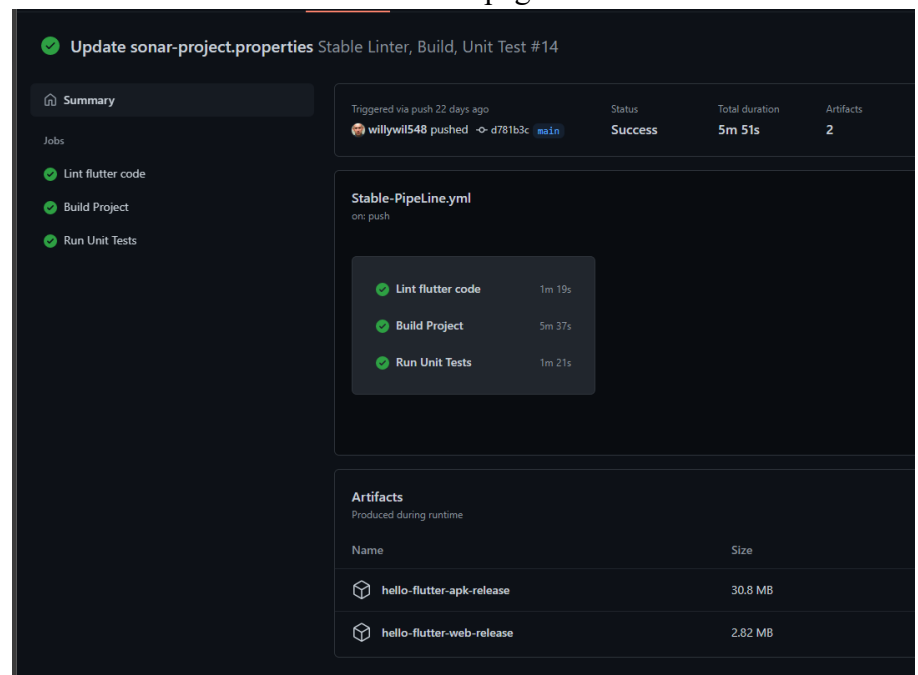 Update sonar-project.properties Stable Linter, Build, Unit Test #14
Summary
Jobs
Lint flutter code
Build Project
Run Unit Tests
Triggered via push 22 days ago
willywil548 pushed d781b3c main
Status
Success
Total duration
5m 51s
Artifacts
2
Stable-PipeLine.yml
on: push
Lint flutter code 1m 19s
Build Project 5m 37s
Run Unit Tests 1m 21s
Artifacts
Produced during runtime
Name Size
hello-flutter-apk-release 30.8 MB
hello-flutter-web-release 2.82 MB